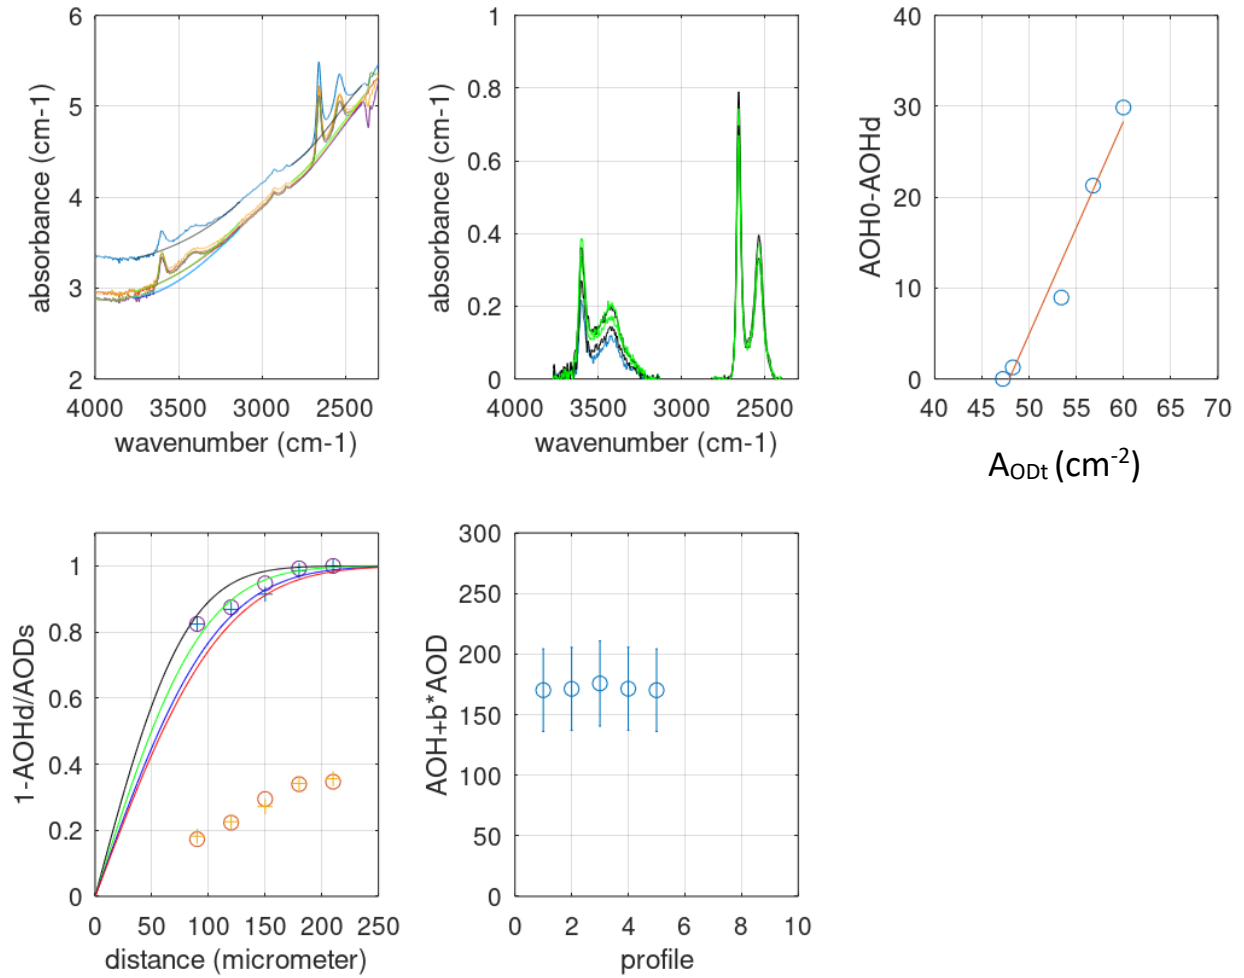 6
5
4
3
2
absorbance (cm-1)
4000 3500 3000 2500
wavenumber (cm-1)
1
0.8
0.6
0.4
0.2
0
absorbance (cm-1)
4000 3500 3000 2500
wavenumber (cm-1)
40
30
20
10
0
AOH0-AOHd
40 45 50 55 60 65 70
AODt (cm-2)
1
0.8
0.6
0.4
0.2
0
1-AOHd/AODs
0 50 100 150 200 250
distance (micrometer)
300
250
200
150
100
50
0
AOH+b*AOD
0 2 4 6 8 10
profile